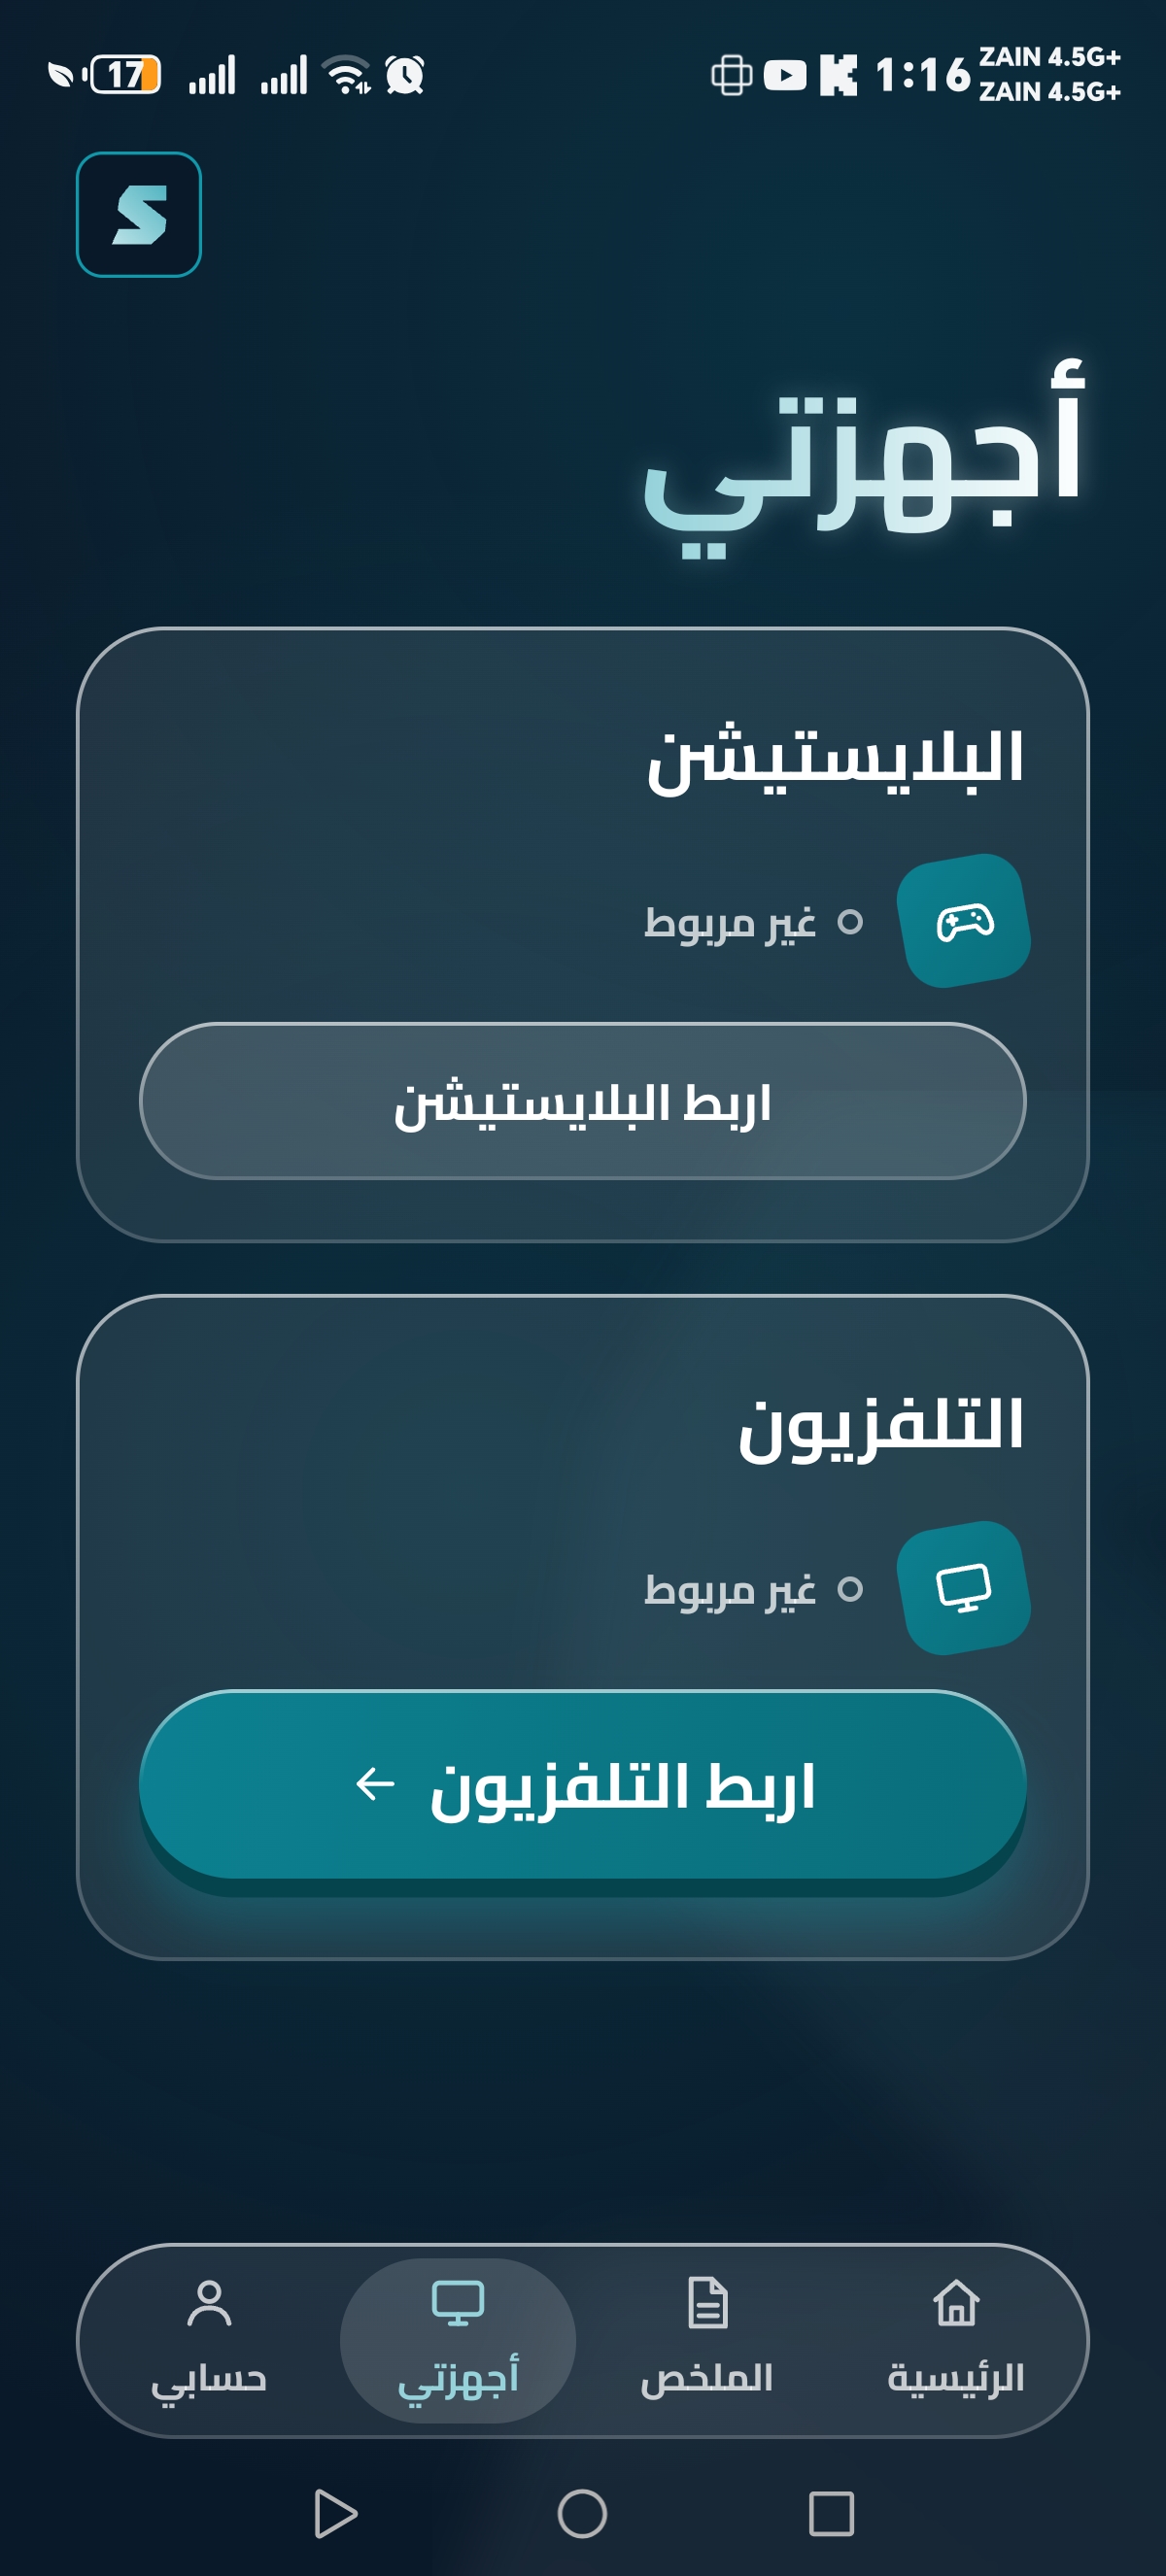 17
1:16
ZAIN 4.5G+
ZAIN 4.5G+
S
أجهزتي
البلايستيشن
غير مربوط
اربط البلايستيشن
التلفزيون
غير مربوط
اربط التلفزيون ←
الرئيسية
الملخص
أجهزتي
حسابي